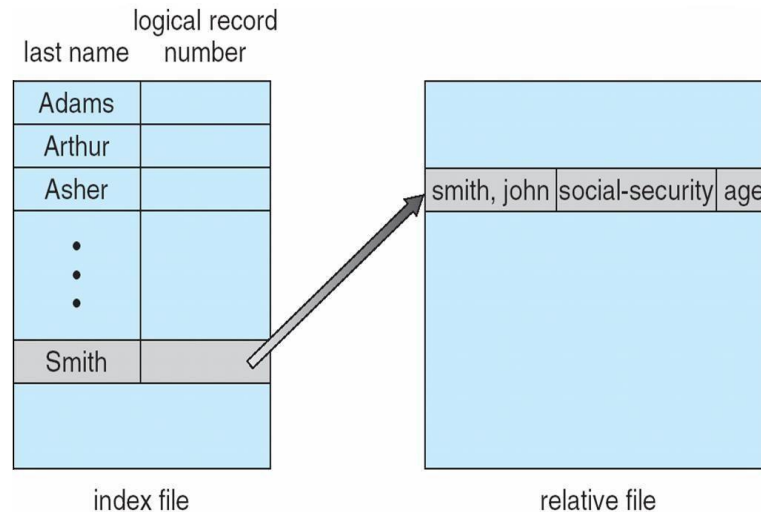 logical record
last name number
Adams
Arthur
Asher
Smith
smith, john social-security age
index file relative file